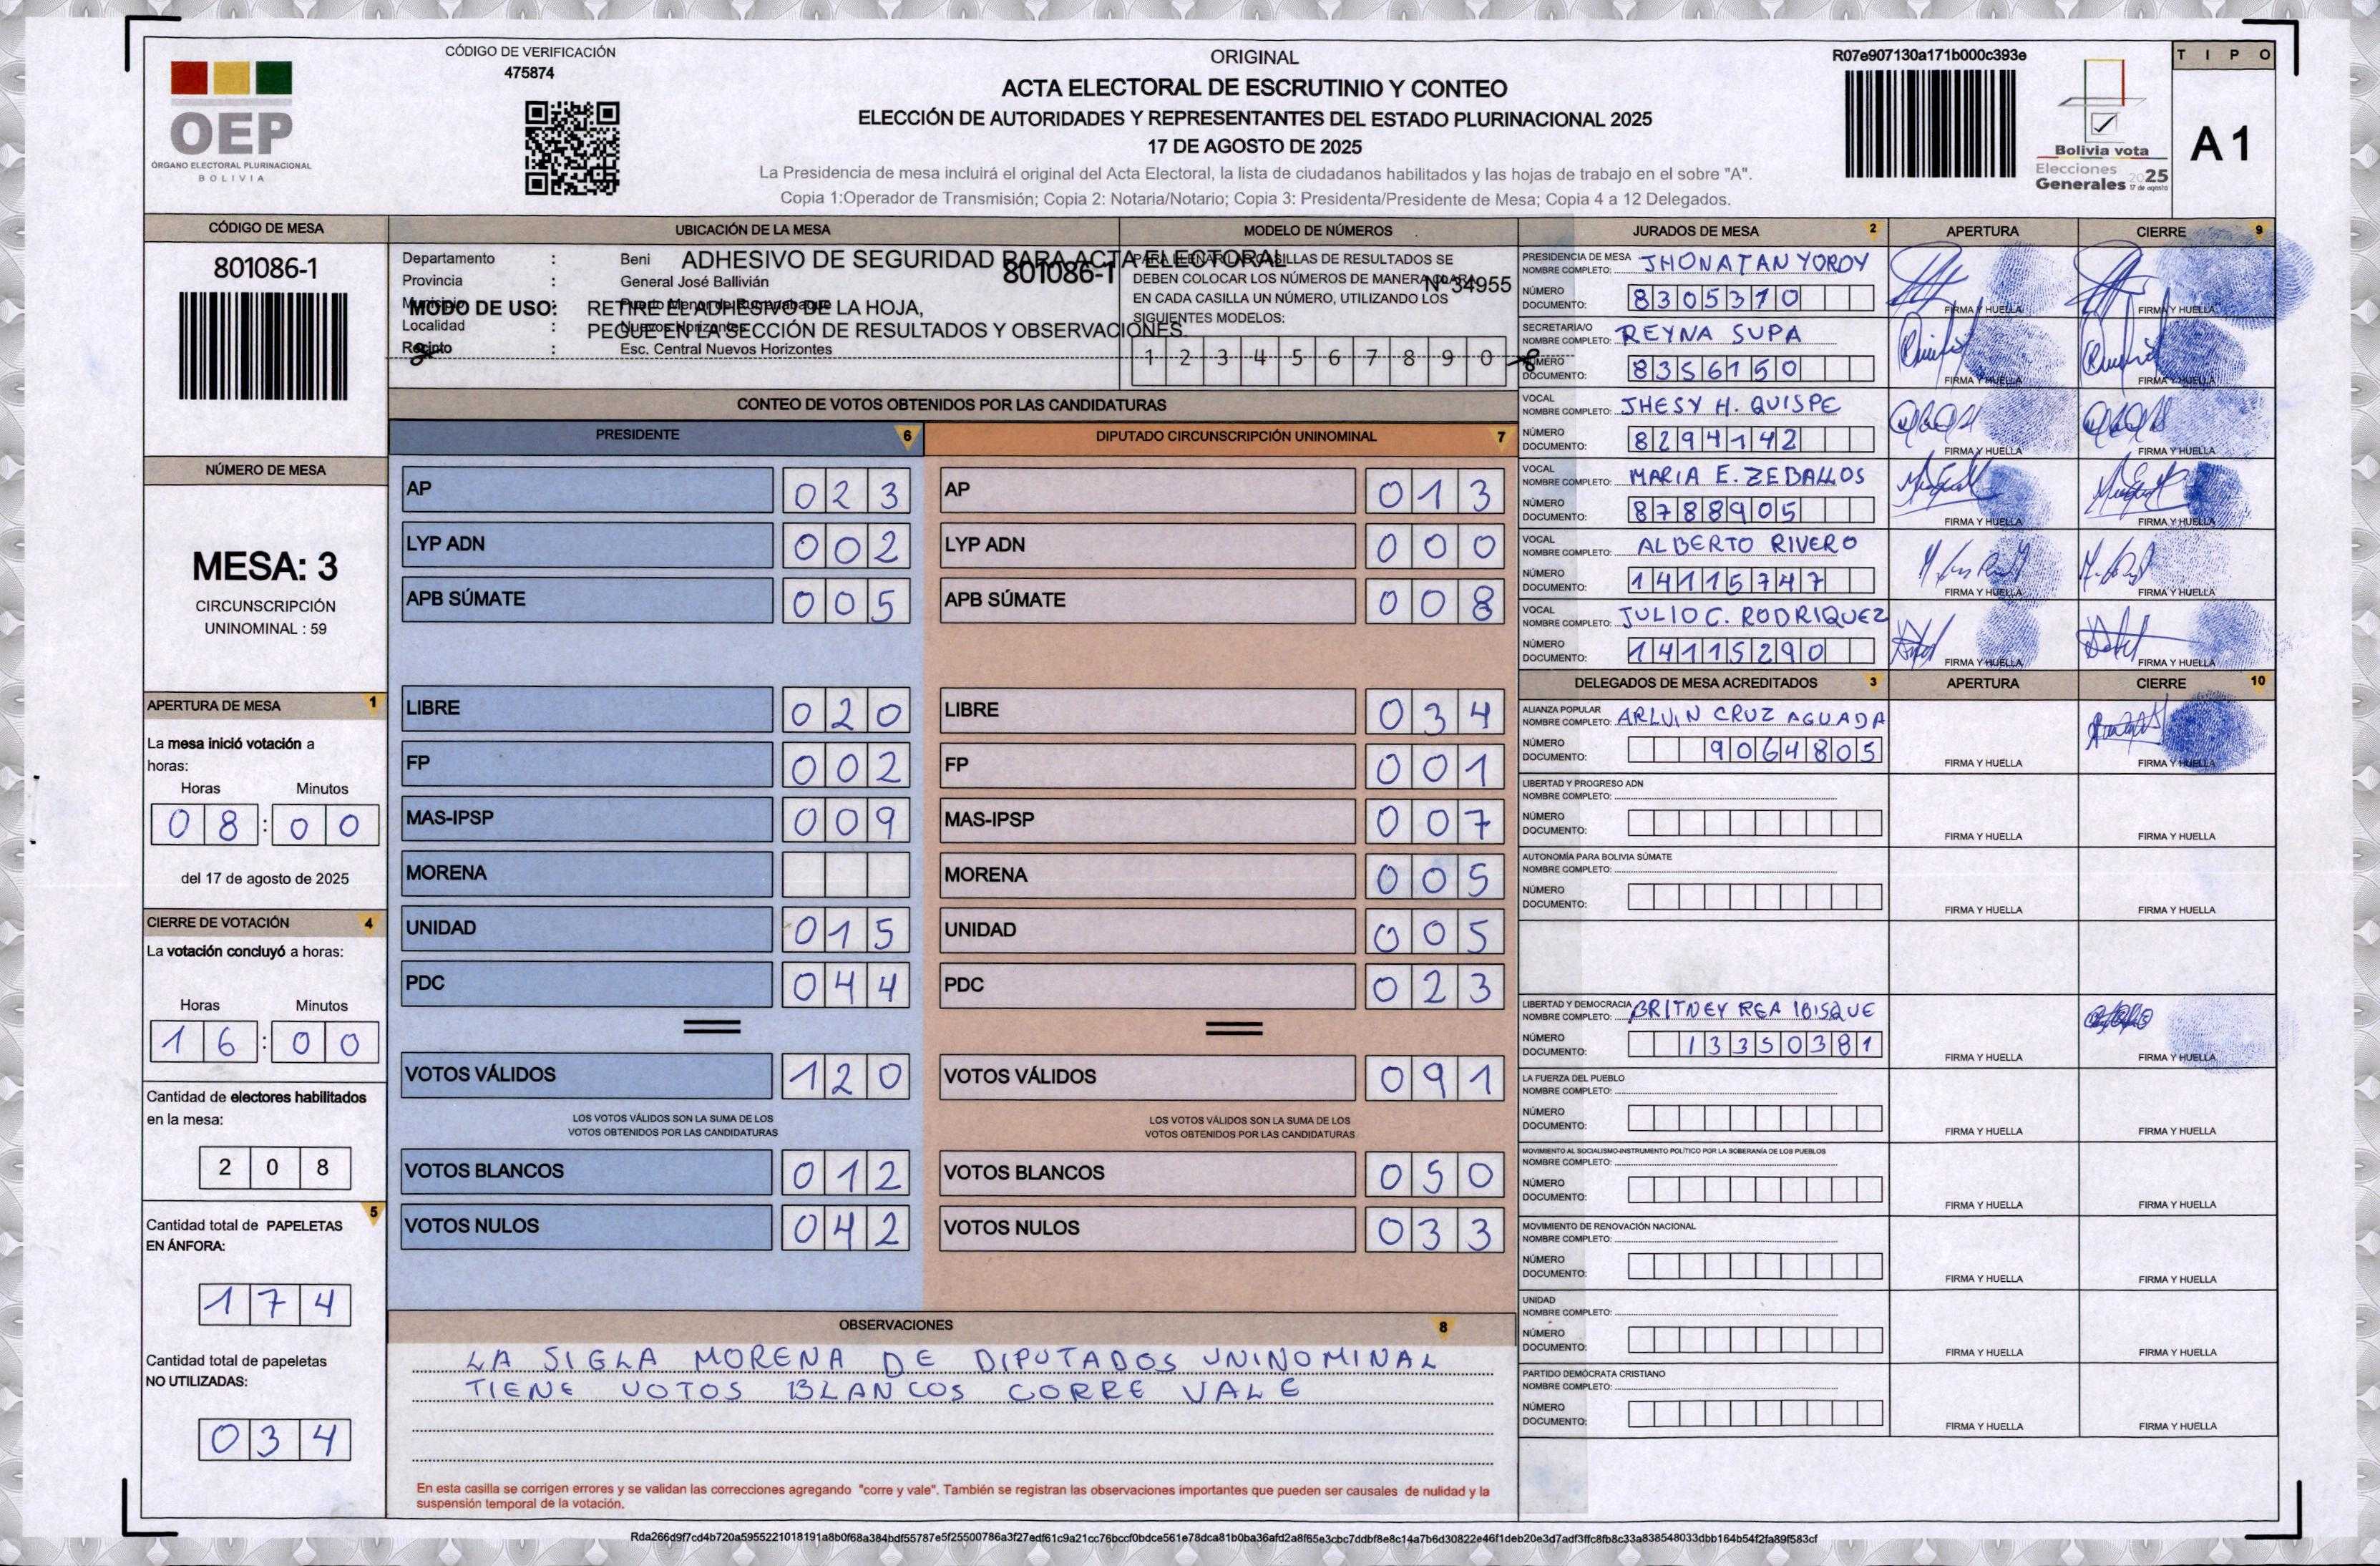 CÓDIGO DE VERIFICACIÓN
475874
OEP
ÓRGANO ELECTORAL PLURINACIONAL
BOLIVIA
ORIGINAL
ACTA ELECTORAL DE ESCRUTINIO Y CONTEO
ELECCIÓN DE AUTORIDADES Y REPRESENTANTES DEL ESTADO PLURINACIONAL 2025
17 DE AGOSTO DE 2025
La Presidencia de mesa incluirá el original del Acta Electoral, la lista de ciudadanos habilitados y las hojas de trabajo en el sobre "A".
Copia 1:Operador de Transmisión; Copia 2: Notaria/Notario; Copia 3: Presidenta/Presidente de Mesa; Copia 4 a 12 Delegados.
R07e907130a171b000c393e
Bolivia vota
Elecciones
Generales 2025
17 de agosto
TIPO
A1
CÓDIGO DE MESA
801086-1
NÚMERO DE MESA
MESA: 3
CIRCUNSCRIPCIÓN
UNINOMINAL : 59
APERTURA DE MESA 1
La mesa inició votación a
horas:
Horas Minutos
08:00
del 17 de agosto de 2025
CIERRE DE VOTACIÓN 4
La votación concluyó a horas:
Horas Minutos
16:00
Cantidad de electores habilitados
en la mesa:
208
5
Cantidad total de PAPELETAS
EN ÁNFORA:
174
Cantidad total de papeletas
NO UTILIZADAS:
034
UBICACIÓN DE LA MESA
Departamento : Beni
Provincia : General José Ballivián
Municipio : Puerto Menor de Rurrenabaque
Localidad : Nuevos Horizontes
Recinto : Esc. Central Nuevos Horizontes
ADHESIVO DE SEGURIDAD PARA ACTA ELECTORAL
801086-1
Nº 34955
MODO DE USO: RETIRE EL ADHESIVO DE LA HOJA,
PEGUE EN LA SECCIÓN DE RESULTADOS Y OBSERVACIONES.
MODELO DE NÚMEROS
PARA LLENAR LAS CASILLAS DE RESULTADOS SE
DEBEN COLOCAR LOS NÚMEROS DE MANERA CLARA
EN CADA CASILLA UN NÚMERO, UTILIZANDO LOS
SIGUIENTES MODELOS:
1 2 3 4 5 6 7 8 9 0
CONTEO DE VOTOS OBTENIDOS POR LAS CANDIDATURAS
PRESIDENTE 6
AP 023
LYP ADN 002
APB SÚMATE 005
LIBRE 020
FP 002
MAS-IPSP 009
MORENA
UNIDAD 015
PDC 044
VOTOS VÁLIDOS 120
LOS VOTOS VÁLIDOS SON LA SUMA DE LOS
VOTOS OBTENIDOS POR LAS CANDIDATURAS
VOTOS BLANCOS 012
VOTOS NULOS 042
DIPUTADO CIRCUNSCRIPCIÓN UNINOMINAL 7
AP 013
LYP ADN 000
APB SÚMATE 008
LIBRE 034
FP 001
MAS-IPSP 007
MORENA 005
UNIDAD 005
PDC 023
VOTOS VÁLIDOS 091
LOS VOTOS VÁLIDOS SON LA SUMA DE LOS
VOTOS OBTENIDOS POR LAS CANDIDATURAS
VOTOS BLANCOS 050
VOTOS NULOS 033
OBSERVACIONES 8
LA SIGLA MORENA DE DIPUTADOS UNINOMINAL
TIENE VOTOS BLANCOS CORRE VALE
En esta casilla se corrigen errores y se validan las correcciones agregando "corre y vale". También se registran las observaciones importantes que pueden ser causales de nulidad y la
suspensión temporal de la votación.
JURADOS DE MESA 2 APERTURA CIERRE 9
PRESIDENCIA DE MESA
NOMBRE COMPLETO: JHONATAN YORDY
NÚMERO
DOCUMENTO: 8305310
FIRMA Y HUELLA FIRMA Y HUELLA
SECRETARIA/O
NOMBRE COMPLETO: REYNA SUPA
NÚMERO
DOCUMENTO: 8356150
FIRMA Y HUELLA FIRMA Y HUELLA
VOCAL
NOMBRE COMPLETO: JHESY H. QUISPE
NÚMERO
DOCUMENTO: 8294142
FIRMA Y HUELLA FIRMA Y HUELLA
VOCAL
NOMBRE COMPLETO: MARIA E. ZEBALLOS
NÚMERO
DOCUMENTO: 8788905
FIRMA Y HUELLA FIRMA Y HUELLA
VOCAL
NOMBRE COMPLETO: ALBERTO RIVERO
NÚMERO
DOCUMENTO: 14115747
FIRMA Y HUELLA FIRMA Y HUELLA
VOCAL
NOMBRE COMPLETO: JULIO C. RODRIQUEZ
NÚMERO
DOCUMENTO: 14115290
FIRMA Y HUELLA FIRMA Y HUELLA
DELEGADOS DE MESA ACREDITADOS 3 APERTURA CIERRE 10
ALIANZA POPULAR
NOMBRE COMPLETO: ARLVIN CRUZ AGUADA
NÚMERO
DOCUMENTO: 9064805
FIRMA Y HUELLA FIRMA Y HUELLA
LIBERTAD Y PROGRESO ADN
NOMBRE COMPLETO:
NÚMERO
DOCUMENTO:
FIRMA Y HUELLA FIRMA Y HUELLA
AUTONOMÍA PARA BOLIVIA SÚMATE
NOMBRE COMPLETO:
NÚMERO
DOCUMENTO:
FIRMA Y HUELLA FIRMA Y HUELLA
LIBERTAD Y DEMOCRACIA
NOMBRE COMPLETO: BRITNEY REA IBISQUE
NÚMERO
DOCUMENTO: 13350381
FIRMA Y HUELLA FIRMA Y HUELLA
LA FUERZA DEL PUEBLO
NOMBRE COMPLETO:
NÚMERO
DOCUMENTO:
FIRMA Y HUELLA FIRMA Y HUELLA
MOVIMIENTO AL SOCIALISMO-INSTRUMENTO POLÍTICO POR LA SOBERANÍA DE LOS PUEBLOS
NOMBRE COMPLETO:
NÚMERO
DOCUMENTO:
FIRMA Y HUELLA FIRMA Y HUELLA
MOVIMIENTO DE RENOVACIÓN NACIONAL
NOMBRE COMPLETO:
NÚMERO
DOCUMENTO:
FIRMA Y HUELLA FIRMA Y HUELLA
UNIDAD
NOMBRE COMPLETO:
NÚMERO
DOCUMENTO:
FIRMA Y HUELLA FIRMA Y HUELLA
PARTIDO DEMÓCRATA CRISTIANO
NOMBRE COMPLETO:
NÚMERO
DOCUMENTO:
FIRMA Y HUELLA FIRMA Y HUELLA